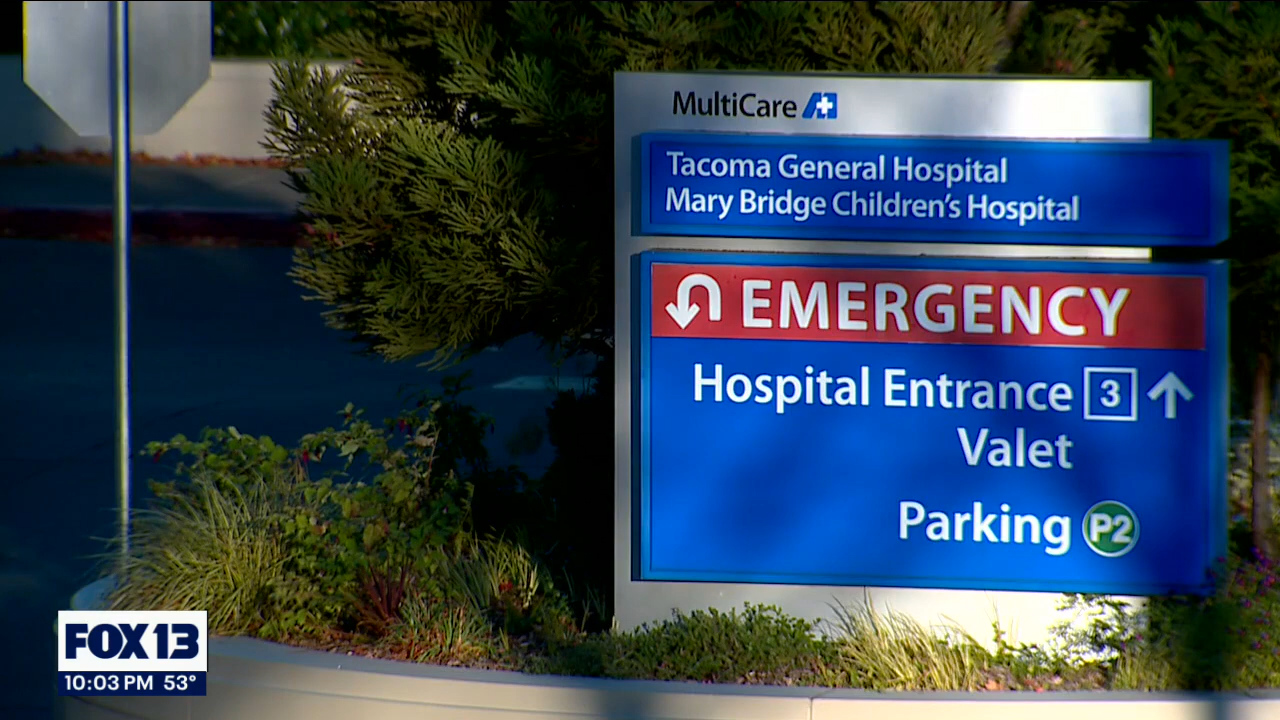 MultiCare
Tacoma General Hospital
Mary Bridge Children's Hospital
EMERGENCY
Hospital Entrance 3
Valet
Parking P2
FOX 13
10:03 PM 53°